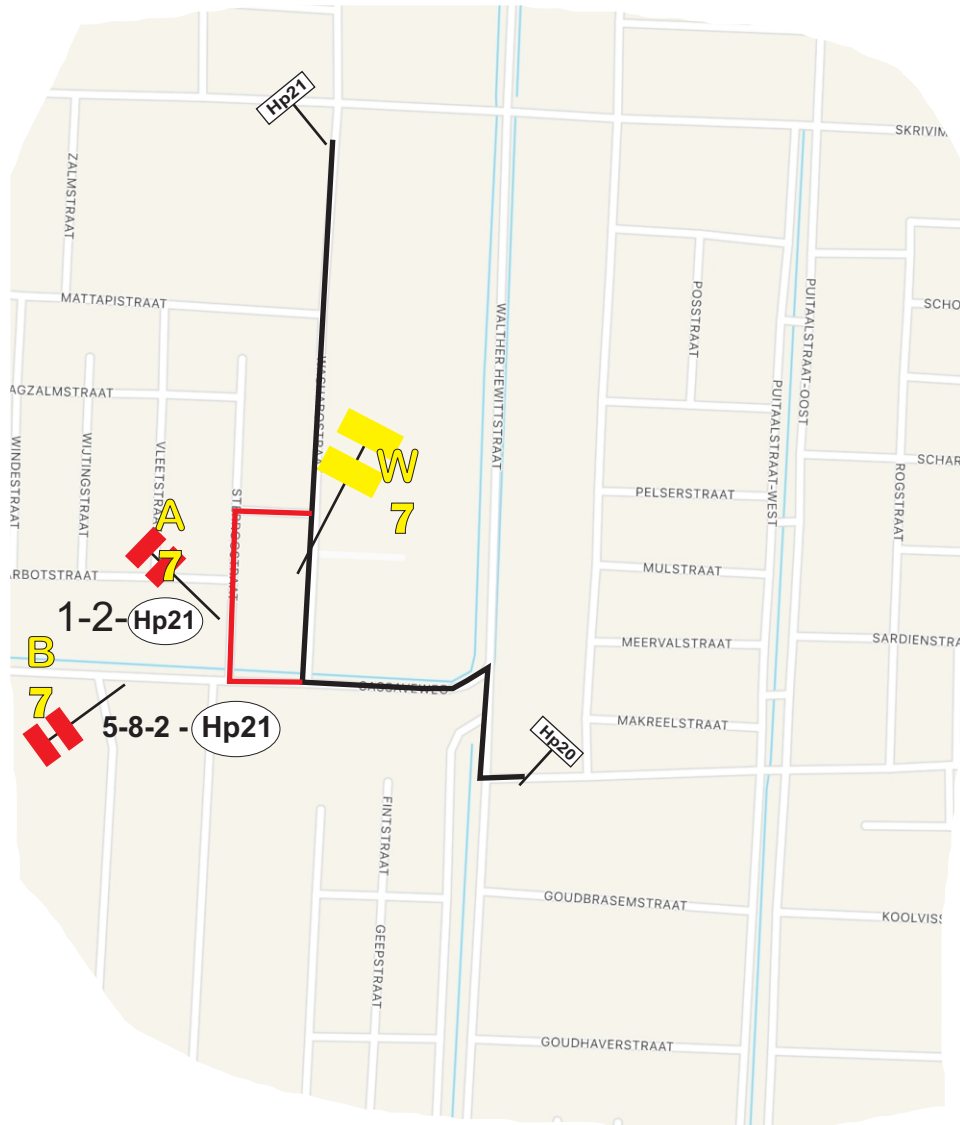 Hp21
SKRIVIM
ZALMSTRAAT
MATTAPISTRAAT
PUITAALSTRAAT-OOST
POSSTRAAT
SCHO
WALTHER HEWITTSTRAAT
AGZALMSTRAAT
PUITAALSTRAAT-WEST
WINDESTRAAT
WIJTINGSTRAAT
VLEETSTRAAT
W
7
SCHAR
ROGSTRAAT
PELSERSTRAAT
A
7
ARBOTSTRAAT
MULSTRAAT
1-2-Hp21
MEERVALSTRAAT
SARDIENSTRA
B
7
CASSAVEWEG
5-8-2 - Hp21
MAKREELSTRAAT
Hp20
FINTSTRAAT
GOUDBRASEMSTRAAT
KOOLVISS
GEEPSTRAAT
GOUDHAVERSTRAAT